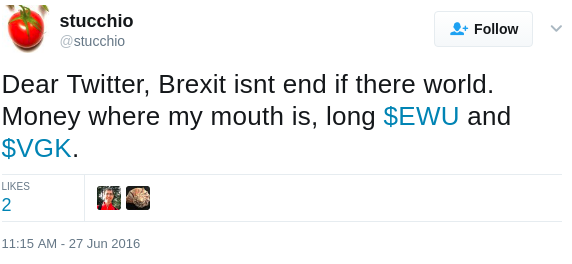 stucchio
@stucchio
Follow
Dear Twitter, Brexit isnt end if there world.
Money where my mouth is, long $EWU and
$VGK.
LIKES
2
11:15 AM - 27 Jun 2016